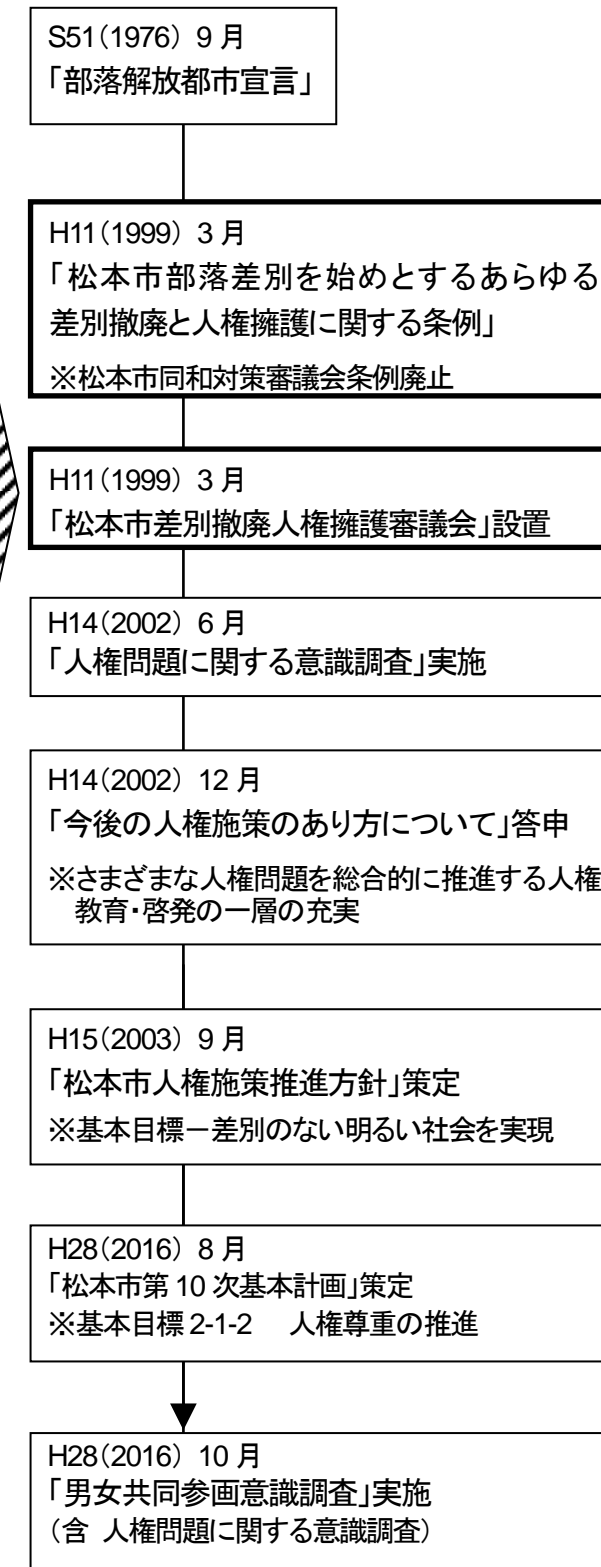 S51(1976) 9 月
「部落解放都市宣言」
H11(1999) 3 月
「松本市部落差別を始めとするあらゆる
差別撤廃と人権擁護に関する条例」
※松本市同和対策審議会条例廃止
H11(1999) 3 月
「松本市差別撤廃人権擁護審議会」設置
H14(2002) 6 月
「人権問題に関する意識調査」実施
H14(2002) 12 月
「今後の人権施策のあり方について」答申
※さまざまな人権問題を総合的に推進する人権
教育・啓発の一層の充実
H15(2003) 9 月
「松本市人権施策推進方針」策定
※基本目標－差別のない明るい社会を実現
H28(2016) 8 月
「松本市第 10 次基本計画」策定
※基本目標 2-1-2　人権尊重の推進
H28(2016) 10 月
「男女共同参画意識調査」実施
(含 人権問題に関する意識調査)